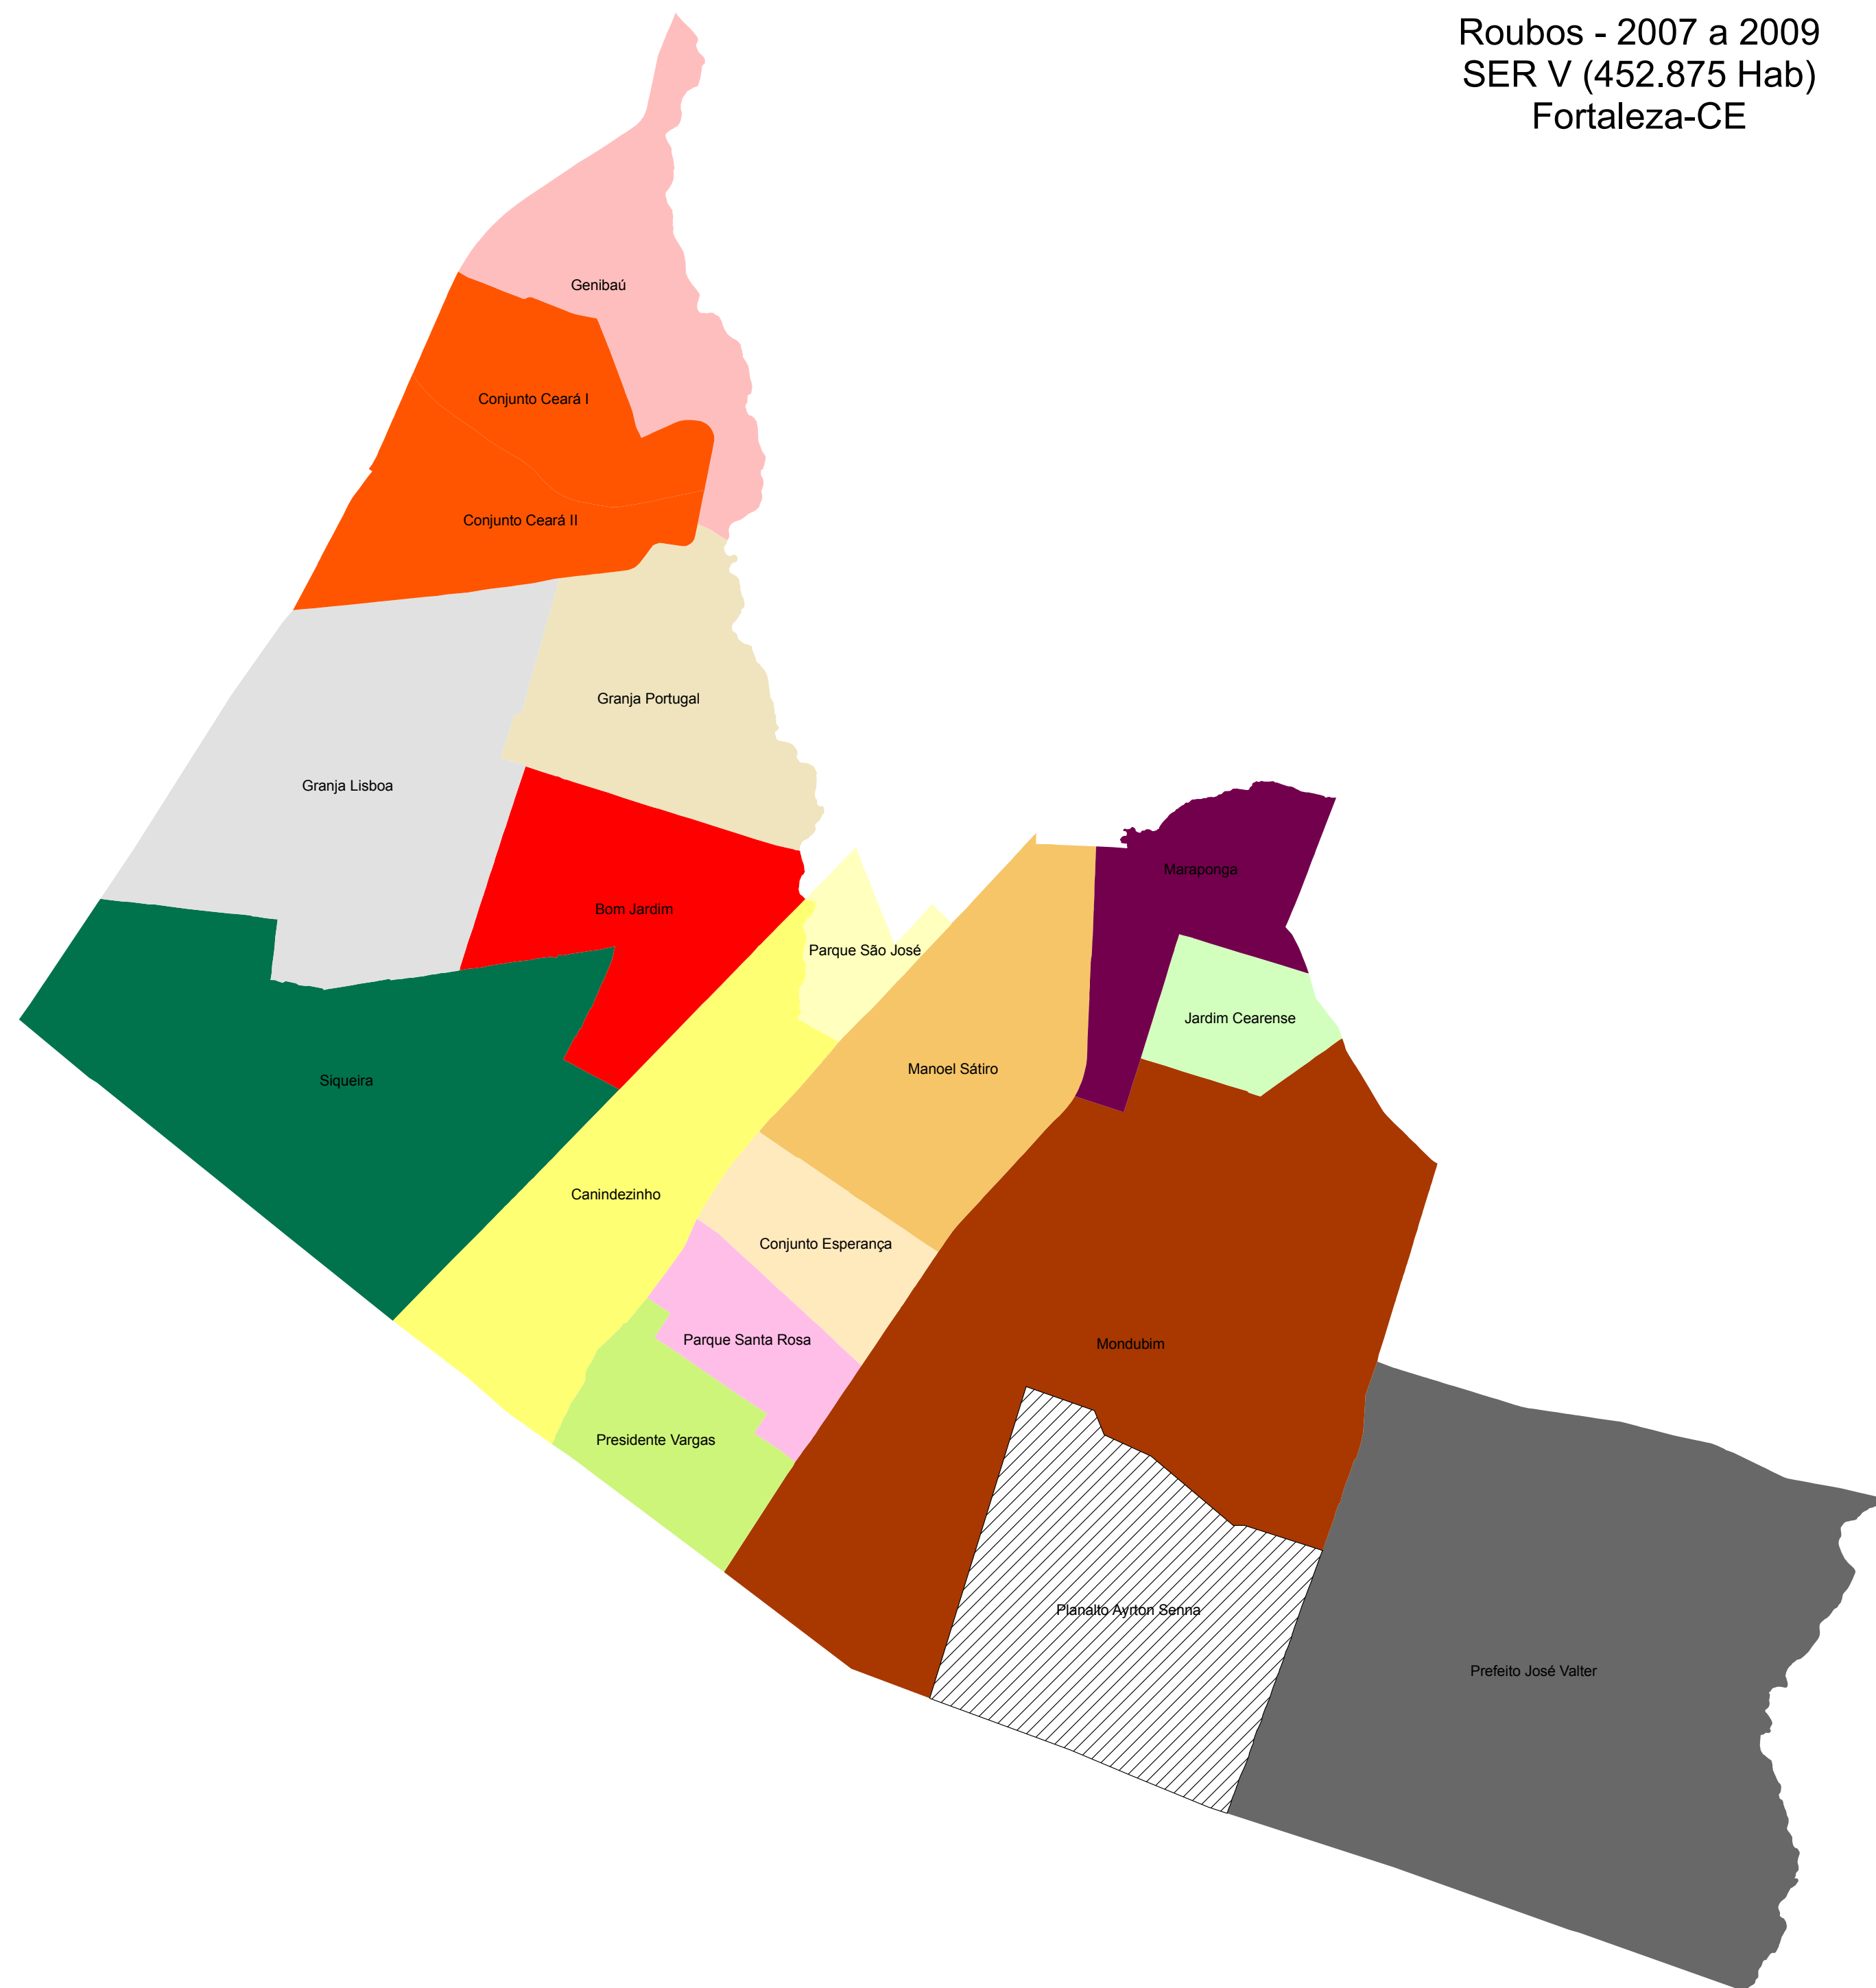 Roubos - 2007 a 2009
SER V (452.875 Hab)
Fortaleza-CE
Genibaú
Conjunto Ceará I
Conjunto Ceará II
Granja Portugal
Granja Lisboa
Maraponga
Bom Jardim
Parque São José
Jardim Cearense
Manoel Sátiro
Siqueira
Canindezinho
Conjunto Esperança
Parque Santa Rosa
Mondubim
Presidente Vargas
Planalto Ayrton Senna
Prefeito José Valter